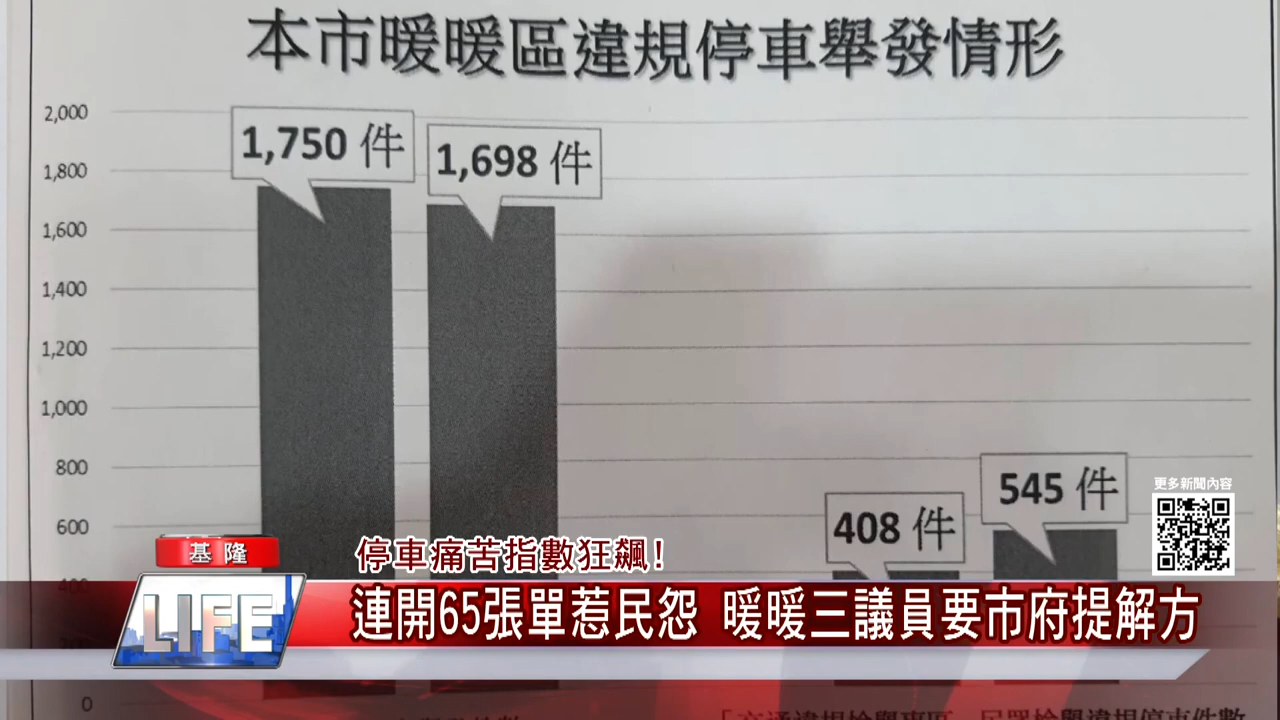 本市暖暖區違規停車舉發情形
2,000
1,800
1,600
1,400
1,200
1,000
800
600
400
0
1,750 件
1,698 件
408 件
545 件
更多新聞內容
基隆
LIFE
停車痛苦指數狂飆!
連開65張單惹民怨 暖暖三議員要市府提解方